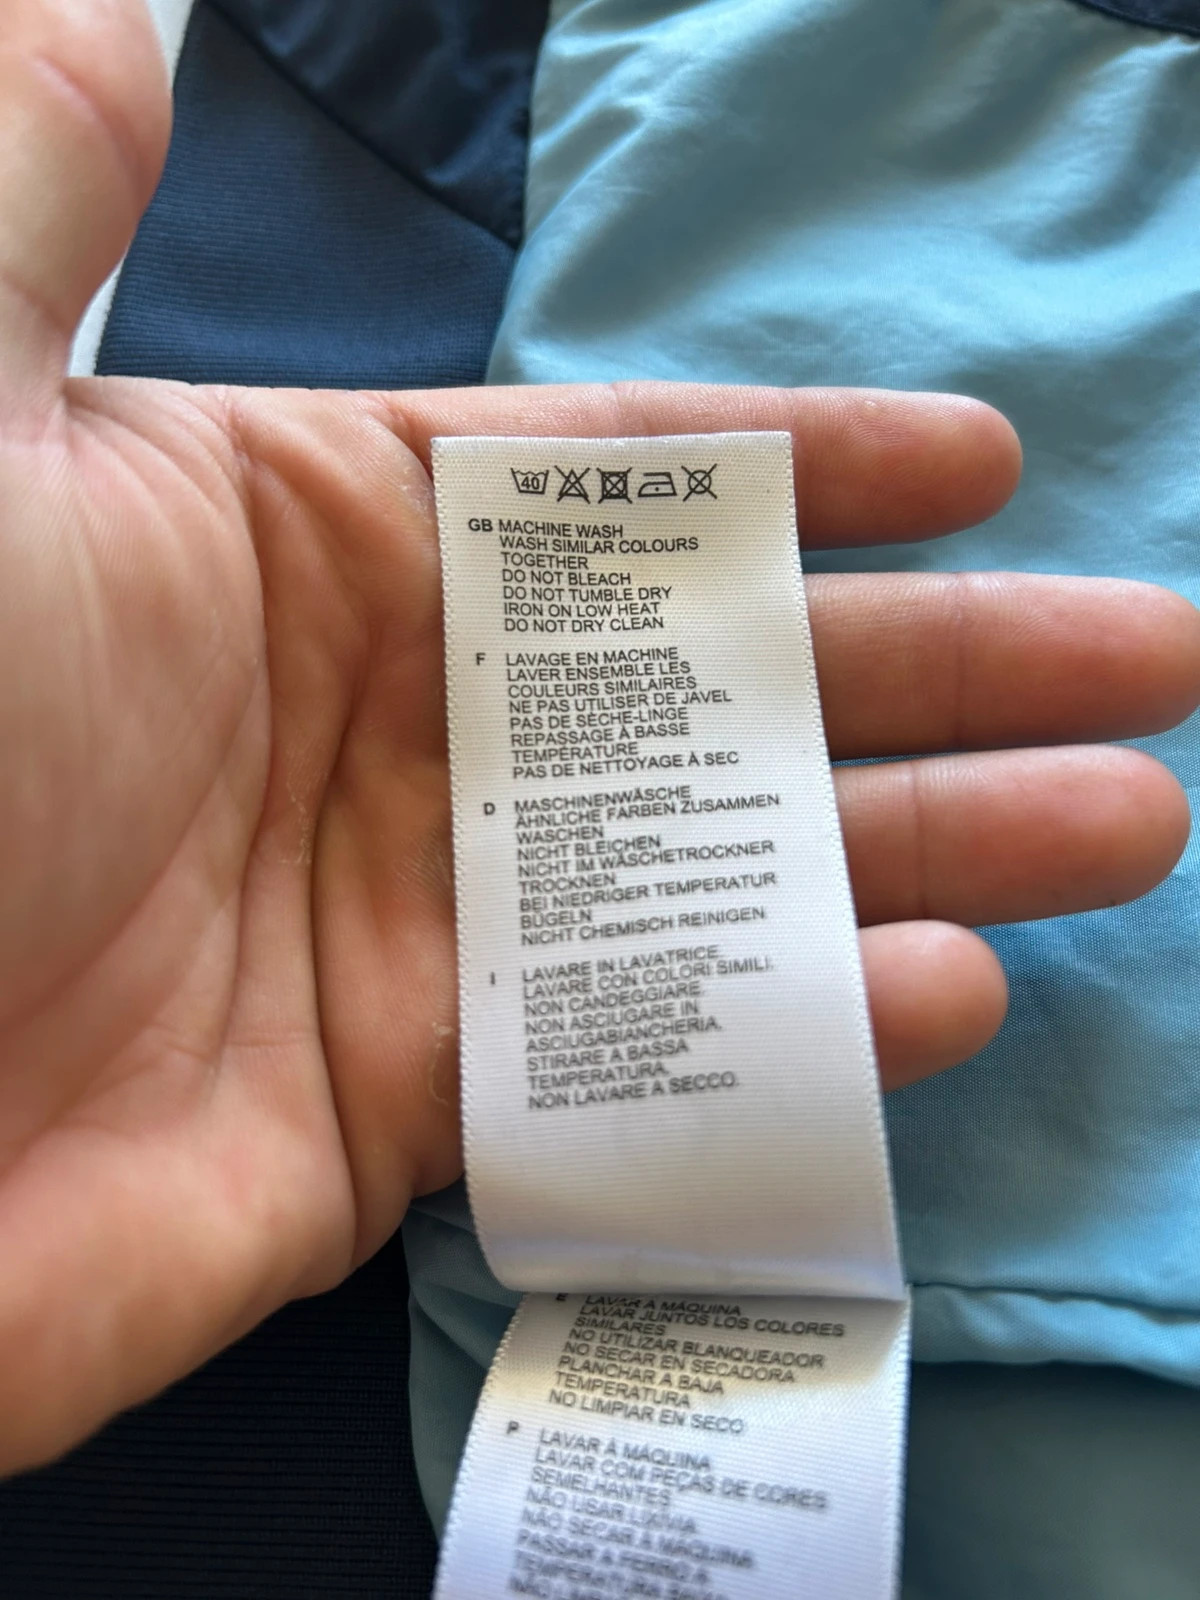 40
GB MACHINE WASH
WASH SIMILAR COLOURS
TOGETHER
DO NOT BLEACH
DO NOT TUMBLE DRY
IRON ON LOW HEAT
DO NOT DRY CLEAN
F LAVAGE EN MACHINE
LAVER ENSEMBLE LES
COULEURS SIMILAIRES
NE PAS UTILISER DE JAVEL
PAS DE SÈCHE-LINGE
REPASSAGE À BASSE
TEMPÉRATURE
PAS DE NETTOYAGE À SEC
D MASCHINENWÄSCHE
ÄHNLICHE FARBEN ZUSAMMEN
WASCHEN
NICHT BLEICHEN
NICHT IM WÄSCHETROCKNER
TROCKNEN
BEI NIEDRIGER TEMPERATUR
BÜGELN
NICHT CHEMISCH REINIGEN
I LAVARE IN LAVATRICE.
LAVARE CON COLORI SIMILI.
NON CANDEGGIARE.
NON ASCIUGARE IN
ASCIUGABIANCHERIA.
STIRARE A BASSA
TEMPERATURA.
NON LAVARE A SECCO.
E LAVAR A MÁQUINA
LAVAR JUNTOS LOS COLORES
SIMILARES
NO UTILIZAR BLANQUEADOR
NO SECAR EN SECADORA
PLANCHAR A BAJA
TEMPERATURA
NO LIMPIAR EN SECO
P LAVAR À MÁQUINA
LAVAR COM PEÇAS DE CORES
SEMELHANTES
NÃO USAR LIXÍVIA
NÃO SECAR À MÁQUINA
PASSAR A FERRO A
TEMPERATURA
NÃO